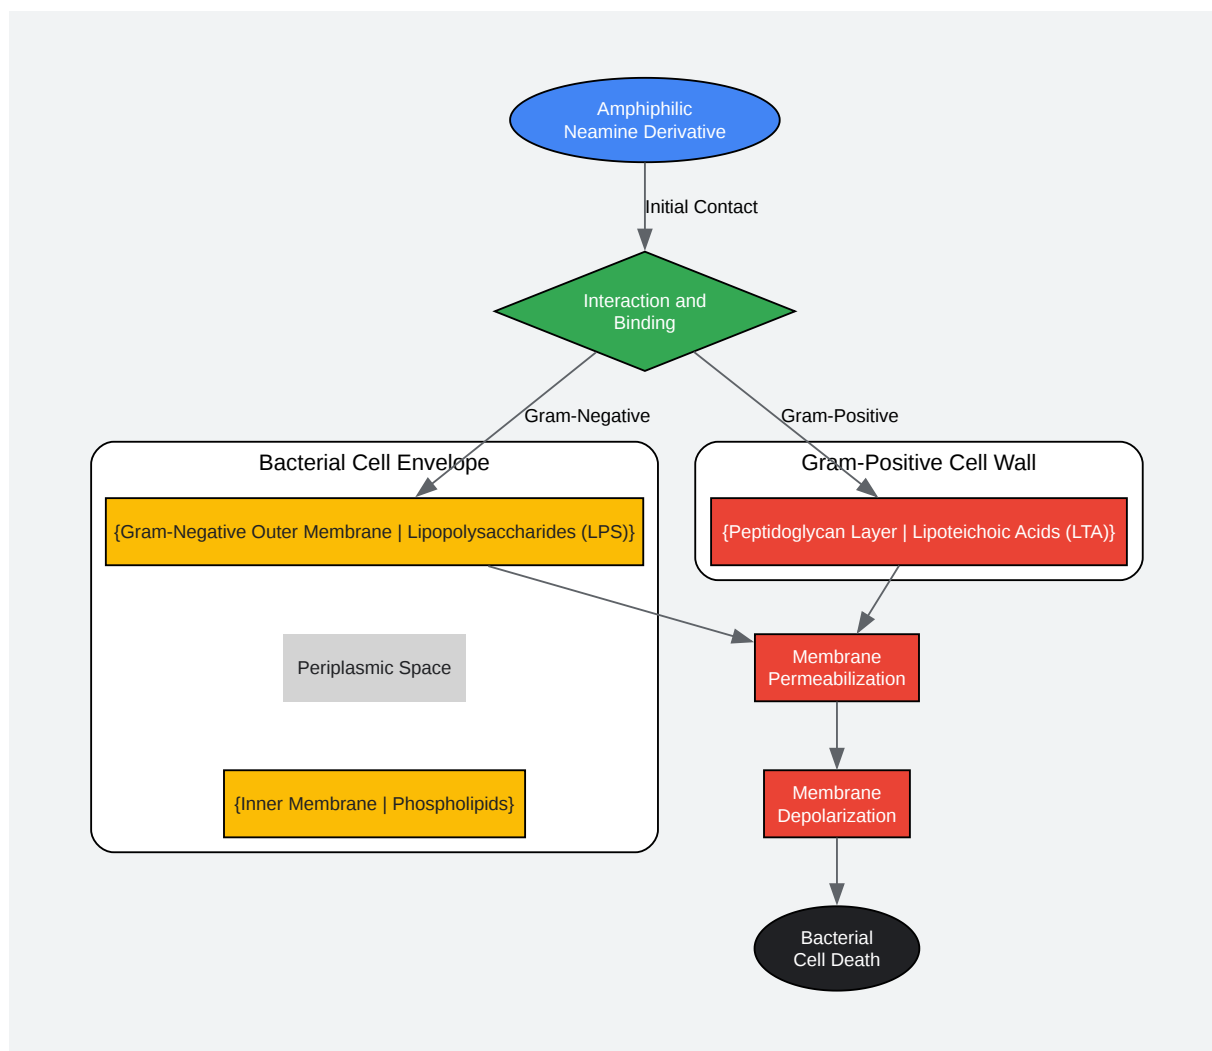 Amphiphilic
Neamine Derivative
Initial Contact
Interaction and
Binding
Gram-Negative
Gram-Positive
Bacterial Cell Envelope
Gram-Positive Cell Wall
{Gram-Negative Outer Membrane | Lipopolysaccharides (LPS)}
{Peptidoglycan Layer | Lipoteichoic Acids (LTA)}
Periplasmic Space
Membrane
Permeabilization
{Inner Membrane | Phospholipids}
Membrane
Depolarization
Bacterial
Cell Death